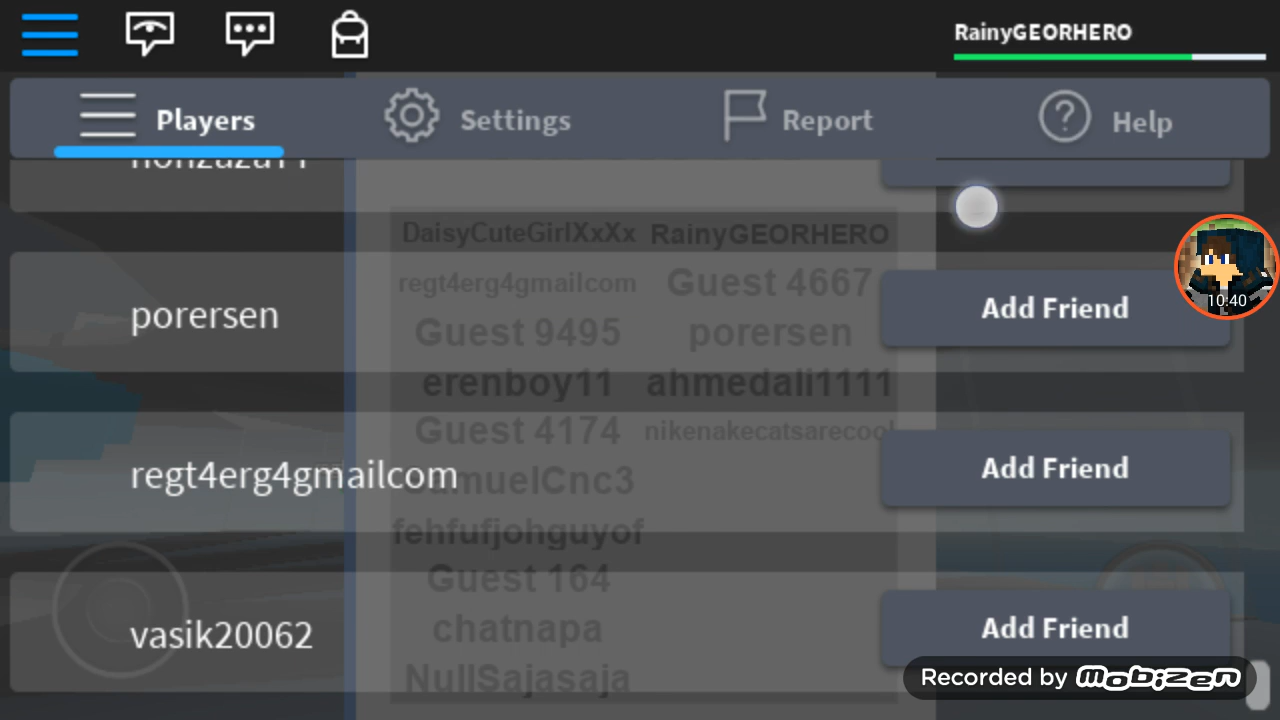 RainyGEORHERO
Players Settings Report Help
DaisyCuteGirlXxXx RainyGEORHERO
regt4erg4gmailcom Guest 4667
porersen
Add Friend
10:40
Guest 9495 porersen
erenboy11 ahmedali1111
Guest 4174 nikenakecatsarecool
regt4erg4gmailcom
Add Friend
fehfufjohguyof
Guest 164
vasik20062
Add Friend
chatnapa
NullSajasaja
Recorded by MOBIZEN